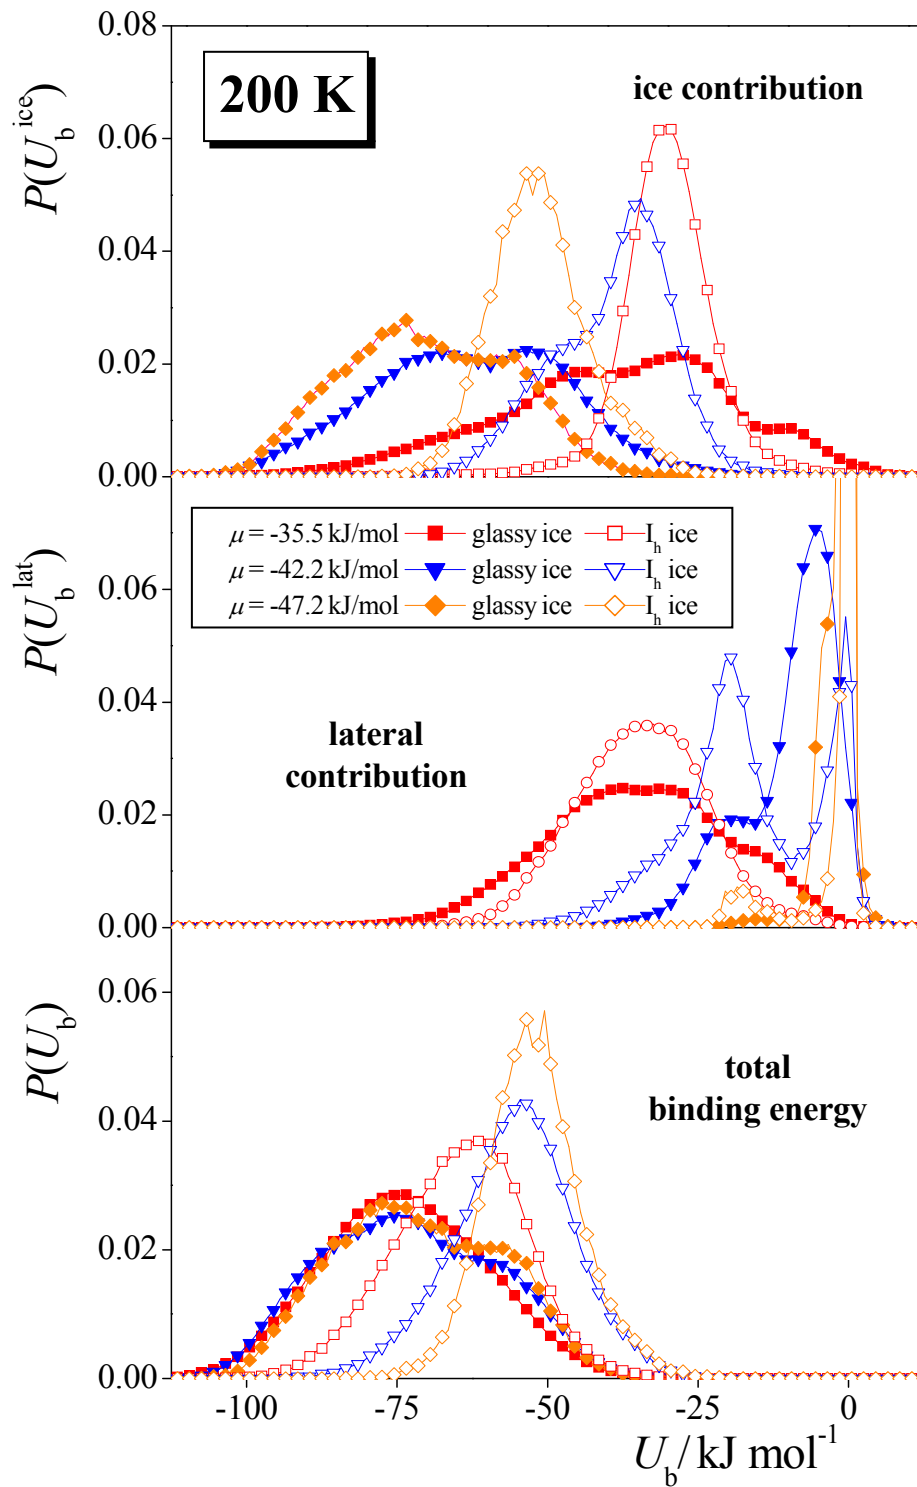 0.08
200 K
ice contribution
P(U_b^ice)
0.06
0.04
0.02
0.00
μ = -35.5 kJ/mol glassy ice I_h ice
μ = -42.2 kJ/mol glassy ice I_h ice
μ = -47.2 kJ/mol glassy ice I_h ice
P(U_b^lat)
0.06
0.04
lateral
contribution
0.02
0.00
P(U_b)
0.06
total
binding energy
0.04
0.02
0.00
-100 -75 -50 -25 0
U_b/kJ mol^-1